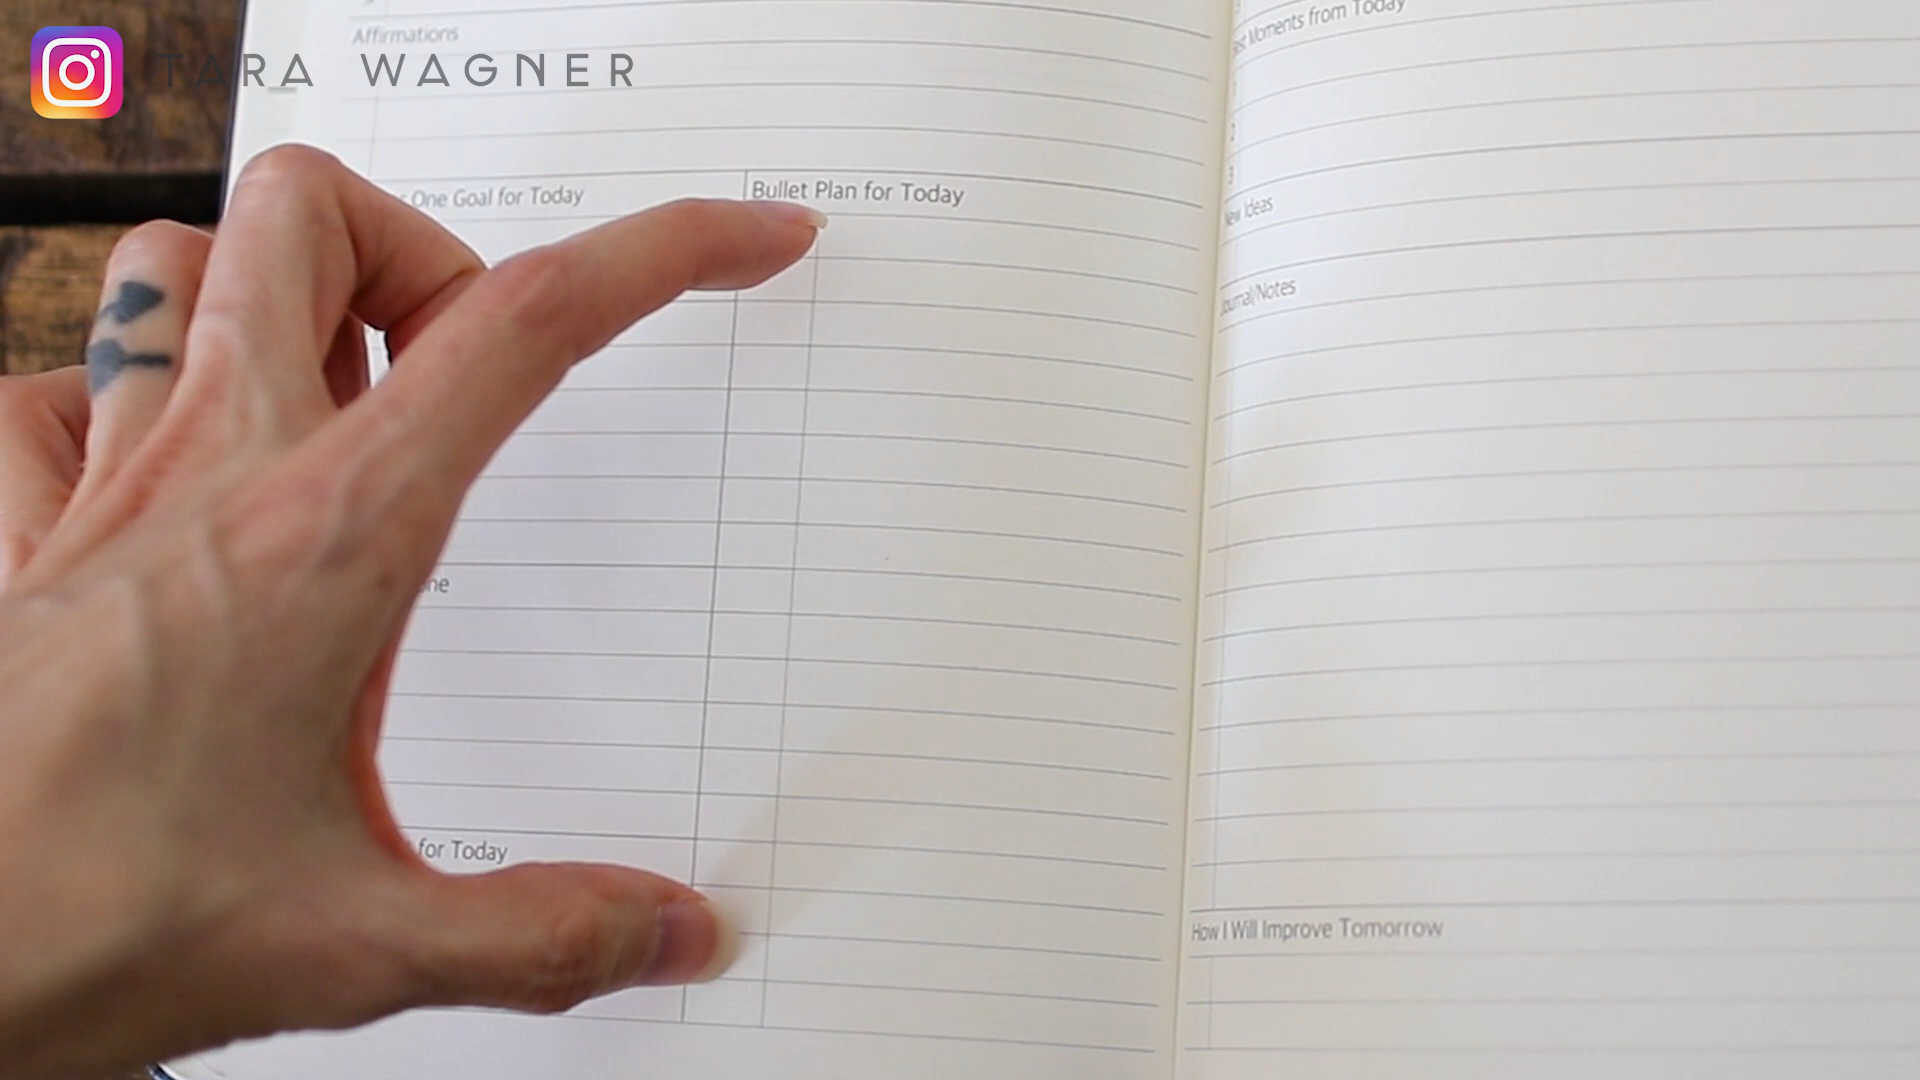 TARA WAGNER
Affirmations
One Goal for Today
Bullet Plan for Today
for Today
Moments from Today
1
2
3
New Ideas
Journal/Notes
How I Will Improve Tomorrow